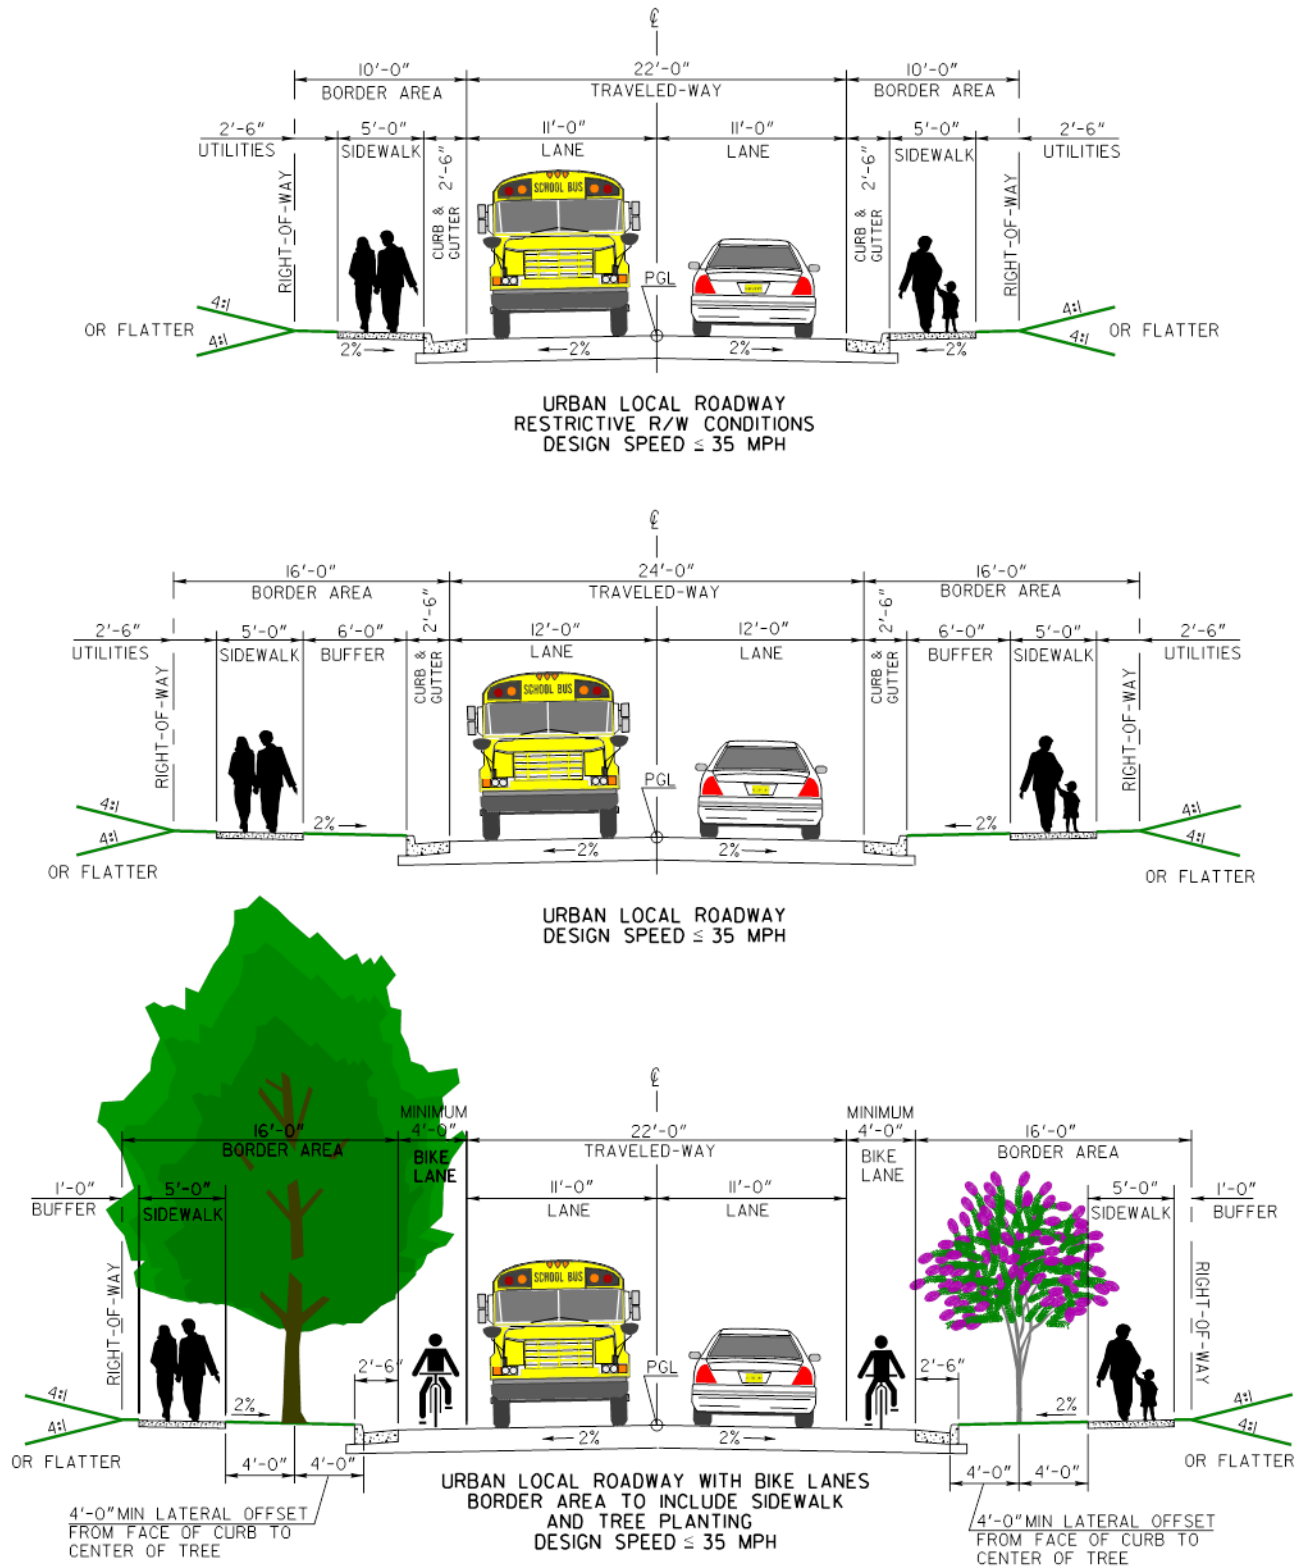 ℄
10'-0" 22'-0" 10'-0"
BORDER AREA TRAVELED-WAY BORDER AREA
2'-6" 5'-0" 11'-0" 11'-0" 5'-0" 2'-6"
UTILITIES SIDEWALK LANE LANE SIDEWALK UTILITIES
2'-6" 2'-6"
CURB & GUTTER CURB & GUTTER
RIGHT-OF-WAY RIGHT-OF-WAY
SCHOOL BUS
PGL
4:1 4:1
OR FLATTER OR FLATTER
4:1 4:1
2% 2% 2% 2%
URBAN LOCAL ROADWAY
RESTRICTIVE R/W CONDITIONS
DESIGN SPEED ≤ 35 MPH
℄
16'-0" 24'-0" 16'-0"
BORDER AREA TRAVELED-WAY BORDER AREA
2'-6" 2'-6"
2'-6" 5'-0" 6'-0" 12'-0" 12'-0" 6'-0" 5'-0" 2'-6"
UTILITIES SIDEWALK BUFFER LANE LANE BUFFER SIDEWALK UTILITIES
CURB & GUTTER CURB & GUTTER
RIGHT-OF-WAY RIGHT-OF-WAY
SCHOOL BUS
PGL
4:1 4:1
2% 2%
4:1 4:1
2% 2%
OR FLATTER OR FLATTER
URBAN LOCAL ROADWAY
DESIGN SPEED ≤ 35 MPH
℄
MINIMUM MINIMUM
16'-0" 4'-0" 22'-0" 4'-0" 16'-0"
BORDER AREA BIKE LANE TRAVELED-WAY BIKE LANE BORDER AREA
1'-0" 5'-0" 11'-0" 11'-0" 5'-0" 1'-0"
BUFFER SIDEWALK LANE LANE SIDEWALK BUFFER
RIGHT-OF-WAY RIGHT-OF-WAY
SCHOOL BUS
2'-6" PGL 2'-6"
4:1 4:1
2% 2%
4:1 4:1
2% 2%
OR FLATTER OR FLATTER
4'-0" 4'-0" 4'-0" 4'-0"
URBAN LOCAL ROADWAY WITH BIKE LANES
BORDER AREA TO INCLUDE SIDEWALK
AND TREE PLANTING
DESIGN SPEED ≤ 35 MPH
4'-0" MIN LATERAL OFFSET
FROM FACE OF CURB TO
CENTER OF TREE
4'-0" MIN LATERAL OFFSET
FROM FACE OF CURB TO
CENTER OF TREE